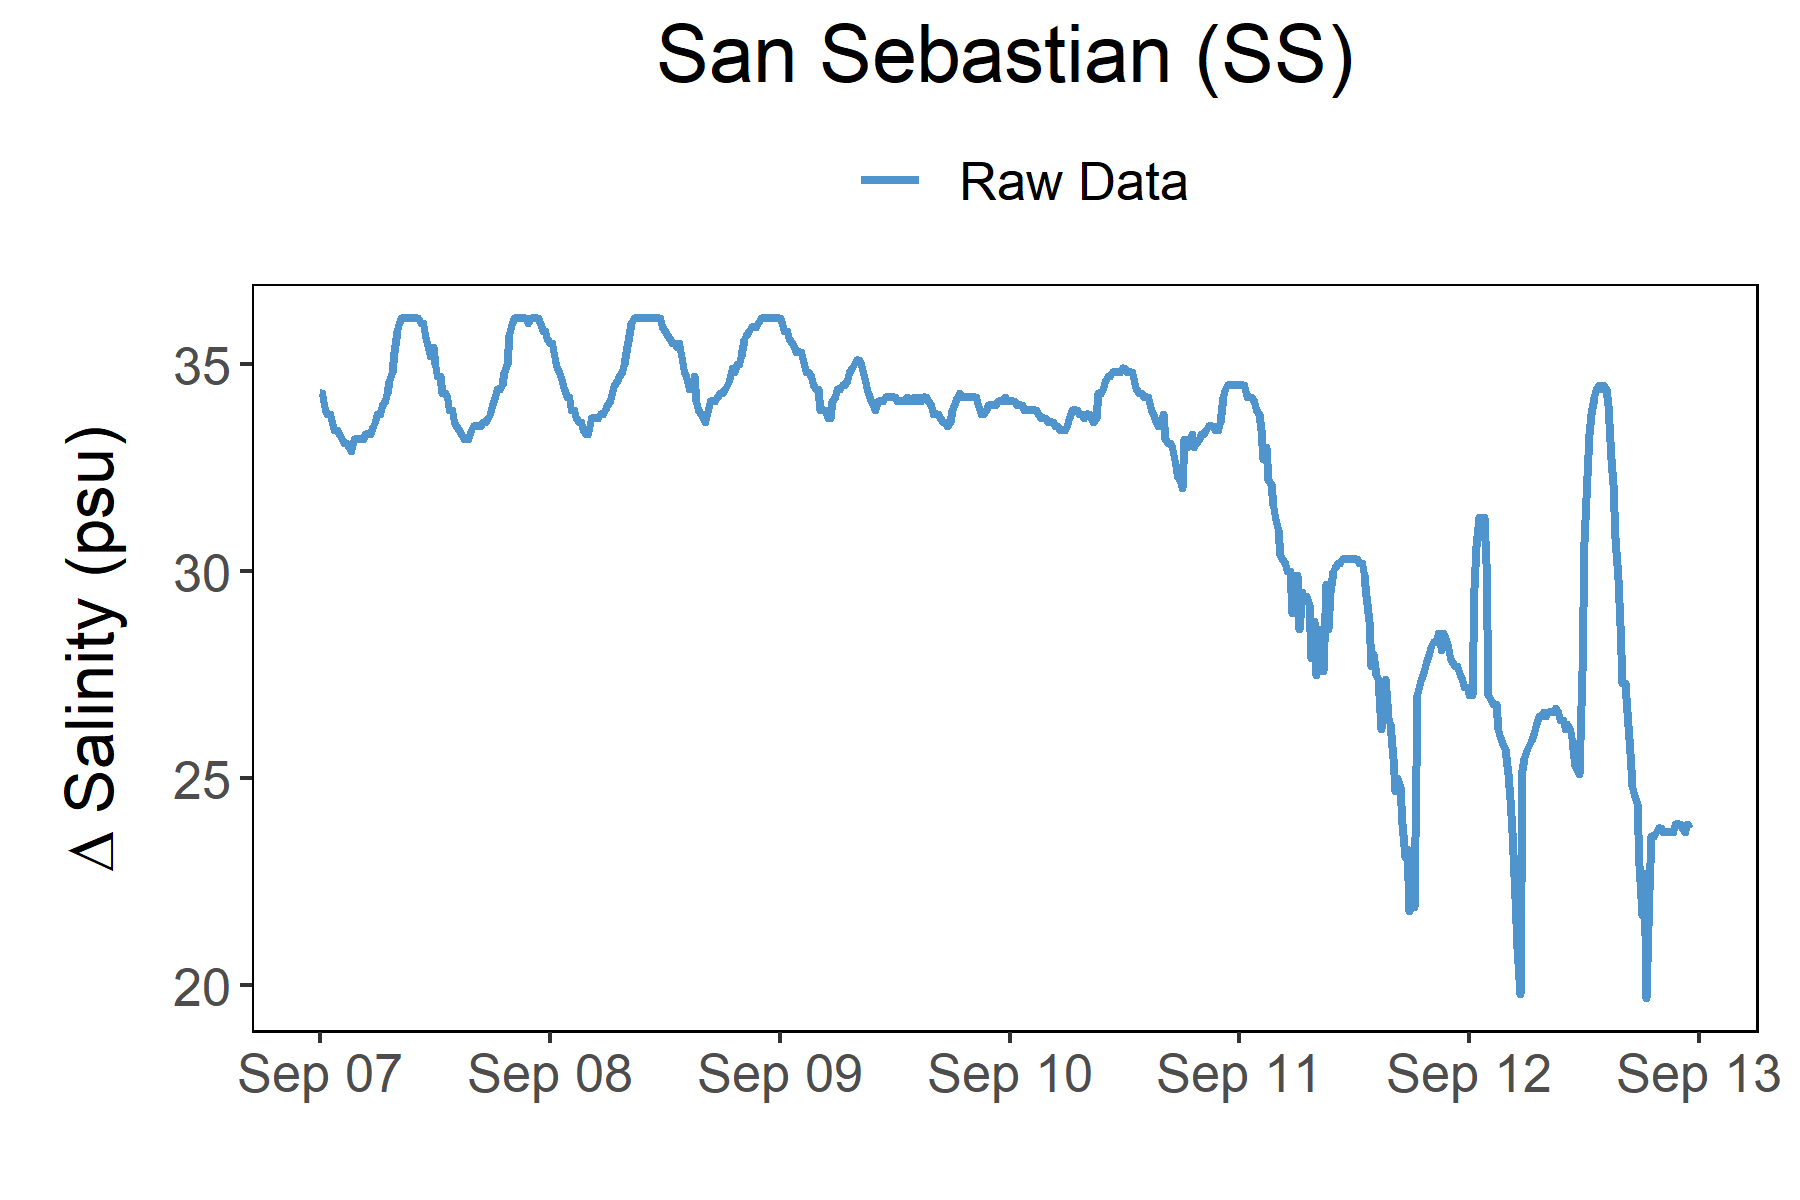 San Sebastian (SS)
Raw Data
Δ Salinity (psu)
35
30
25
20
Sep 07 Sep 08 Sep 09 Sep 10 Sep 11 Sep 12 Sep 13